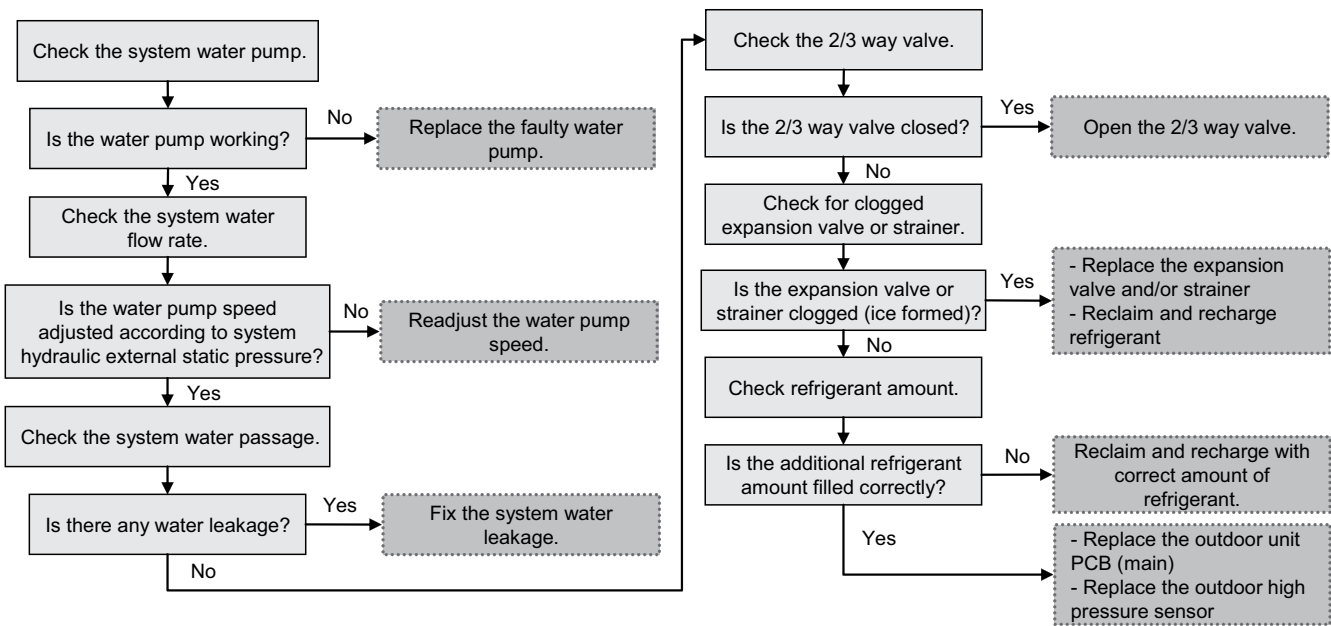 Check the system water pump.
Is the water pump working?
No
Replace the faulty water
pump.
Yes
Check the system water
flow rate.
Is the water pump speed
adjusted according to system
hydraulic external static pressure?
No
Readjust the water pump
speed.
Yes
Check the system water passage.
Is there any water leakage?
Yes
Fix the system water
leakage.
No
Check the 2/3 way valve.
Is the 2/3 way valve closed?
Yes
Open the 2/3 way valve.
No
Check for clogged
expansion valve or strainer.
Is the expansion valve or
strainer clogged (ice formed)?
Yes
- Replace the expansion
valve and/or strainer
- Reclaim and recharge
refrigerant
No
Check refrigerant amount.
Is the additional refrigerant
amount filled correctly?
No
Reclaim and recharge with
correct amount of
refrigerant.
Yes
- Replace the outdoor unit
PCB (main)
- Replace the outdoor high
pressure sensor